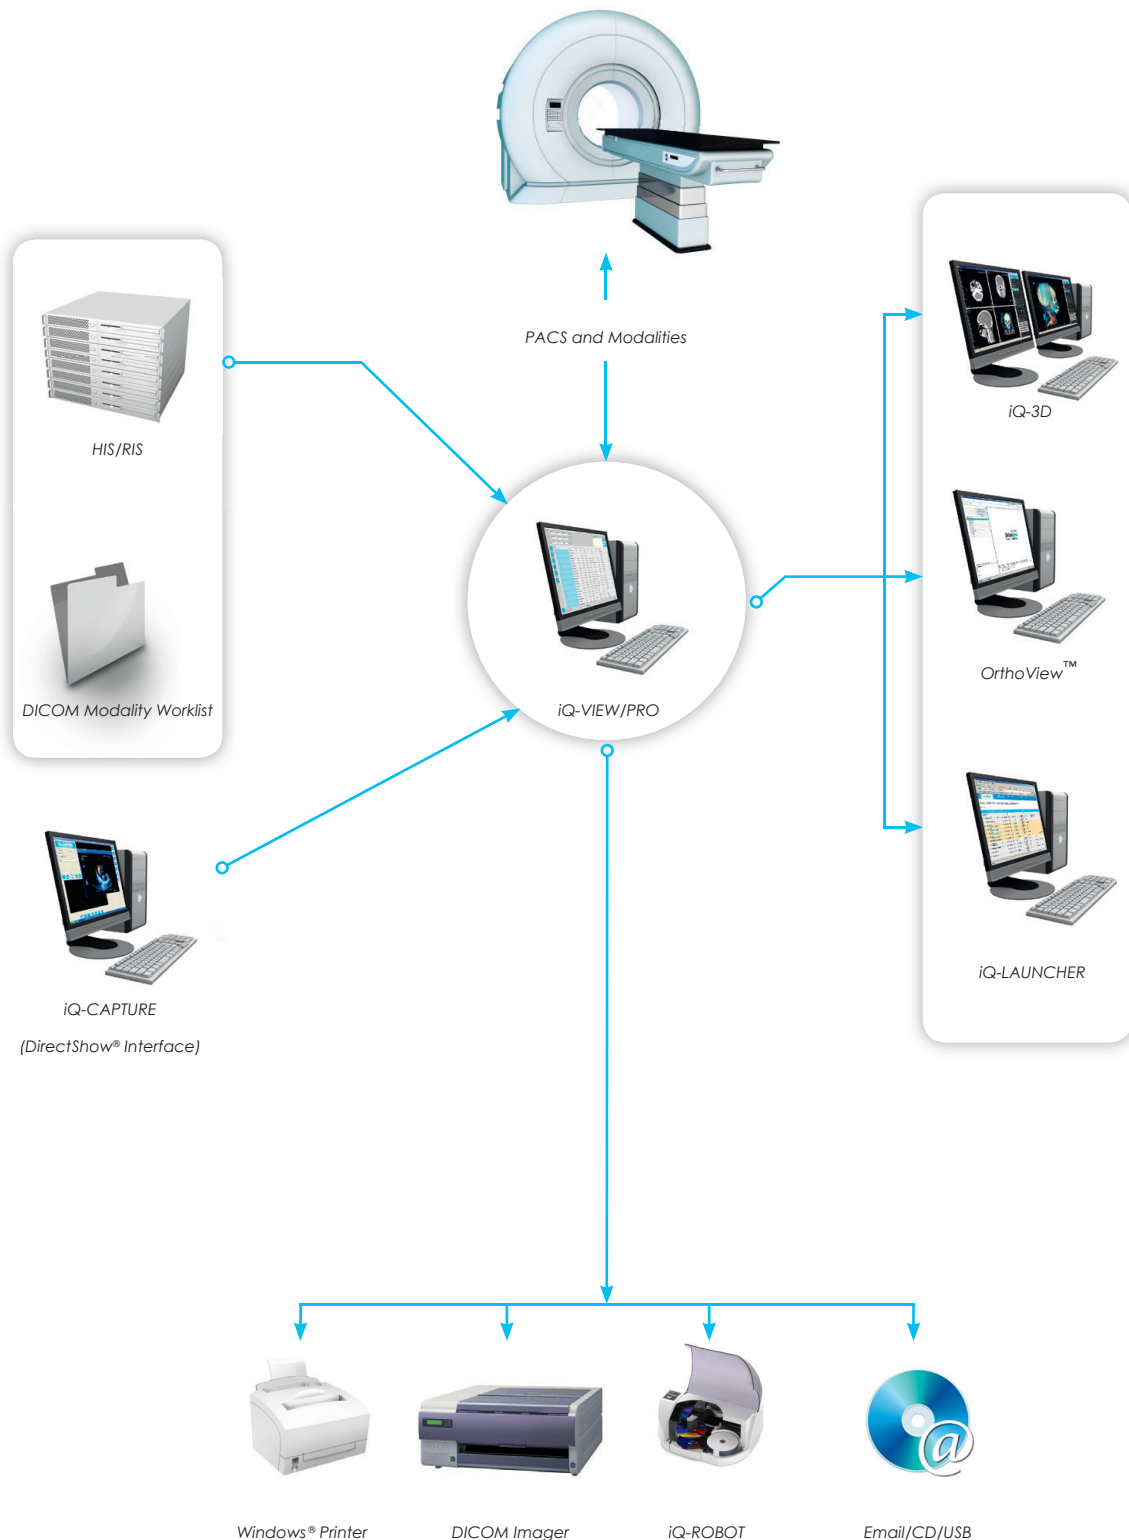 PACS and Modalities
HIS/RIS
iQ-3D
DICOM Modality Worklist
iQ-VIEW/PRO
OrthoView™
iQ-CAPTURE
(DirectShow® Interface)
iQ-LAUNCHER
Windows® Printer
DICOM Imager
iQ-ROBOT
Email/CD/USB